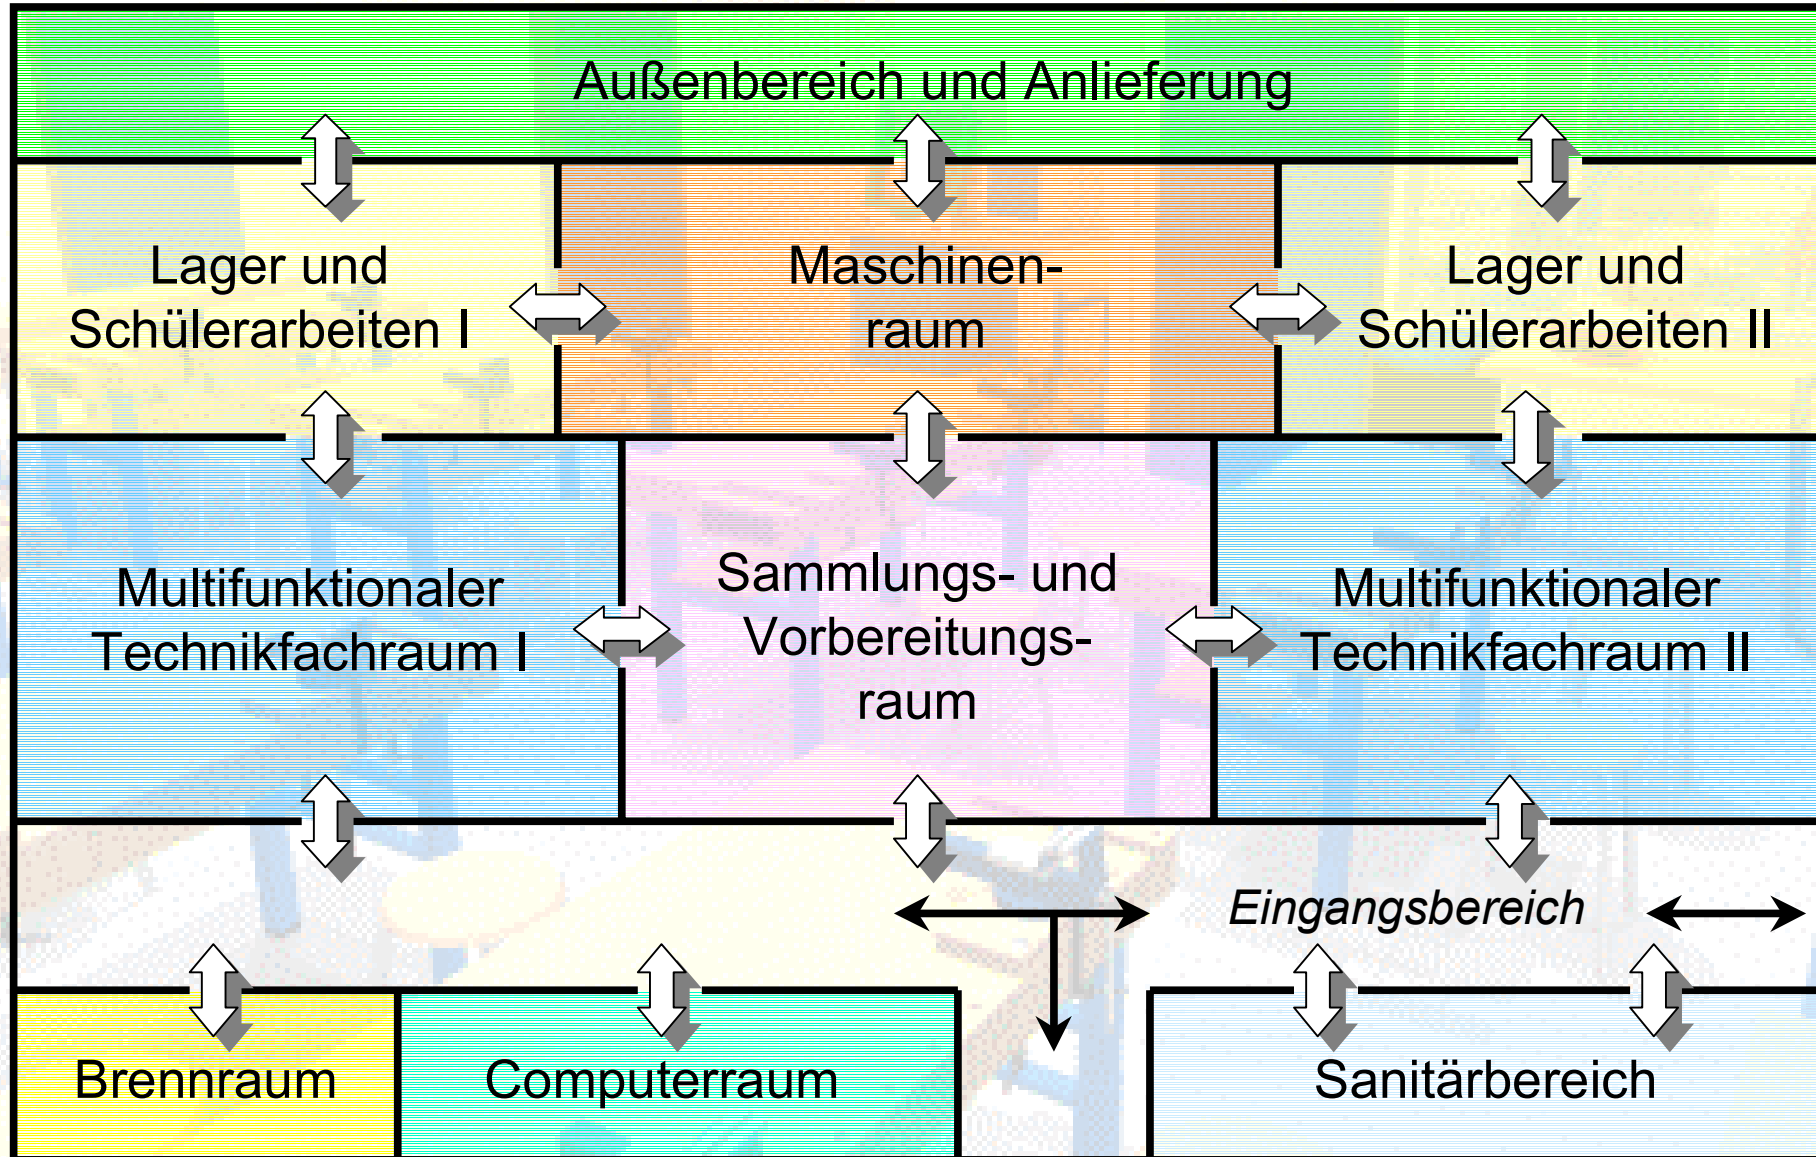 Außenbereich und Anlieferung
Lager und
Schülerarbeiten I
Maschinen-
raum
Lager und
Schülerarbeiten II
Multifunktionaler
Technikfachraum I
Sammlungs- und
Vorbereitungs-
raum
Multifunktionaler
Technikfachraum II
Eingangsbereich
Brennraum
Computerraum
Sanitärbereich